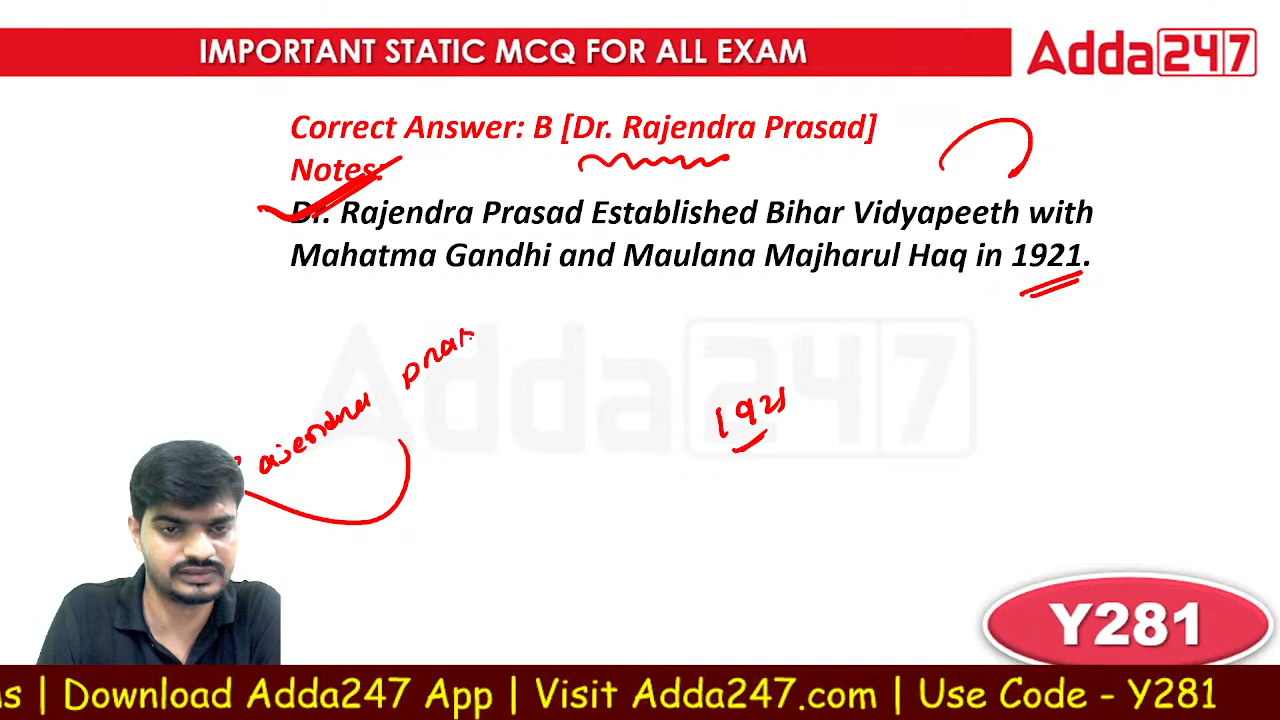 IMPORTANT STATIC MCQ FOR ALL EXAM
Adda247
Correct Answer: B [Dr. Rajendra Prasad]
Notes:
Dr. Rajendra Prasad Established Bihar Vidyapeeth with
Mahatma Gandhi and Maulana Majharul Haq in 1921.
Adda247
1921
Y281
| Download Adda247 App | Visit Adda247.com | Use Code - Y281